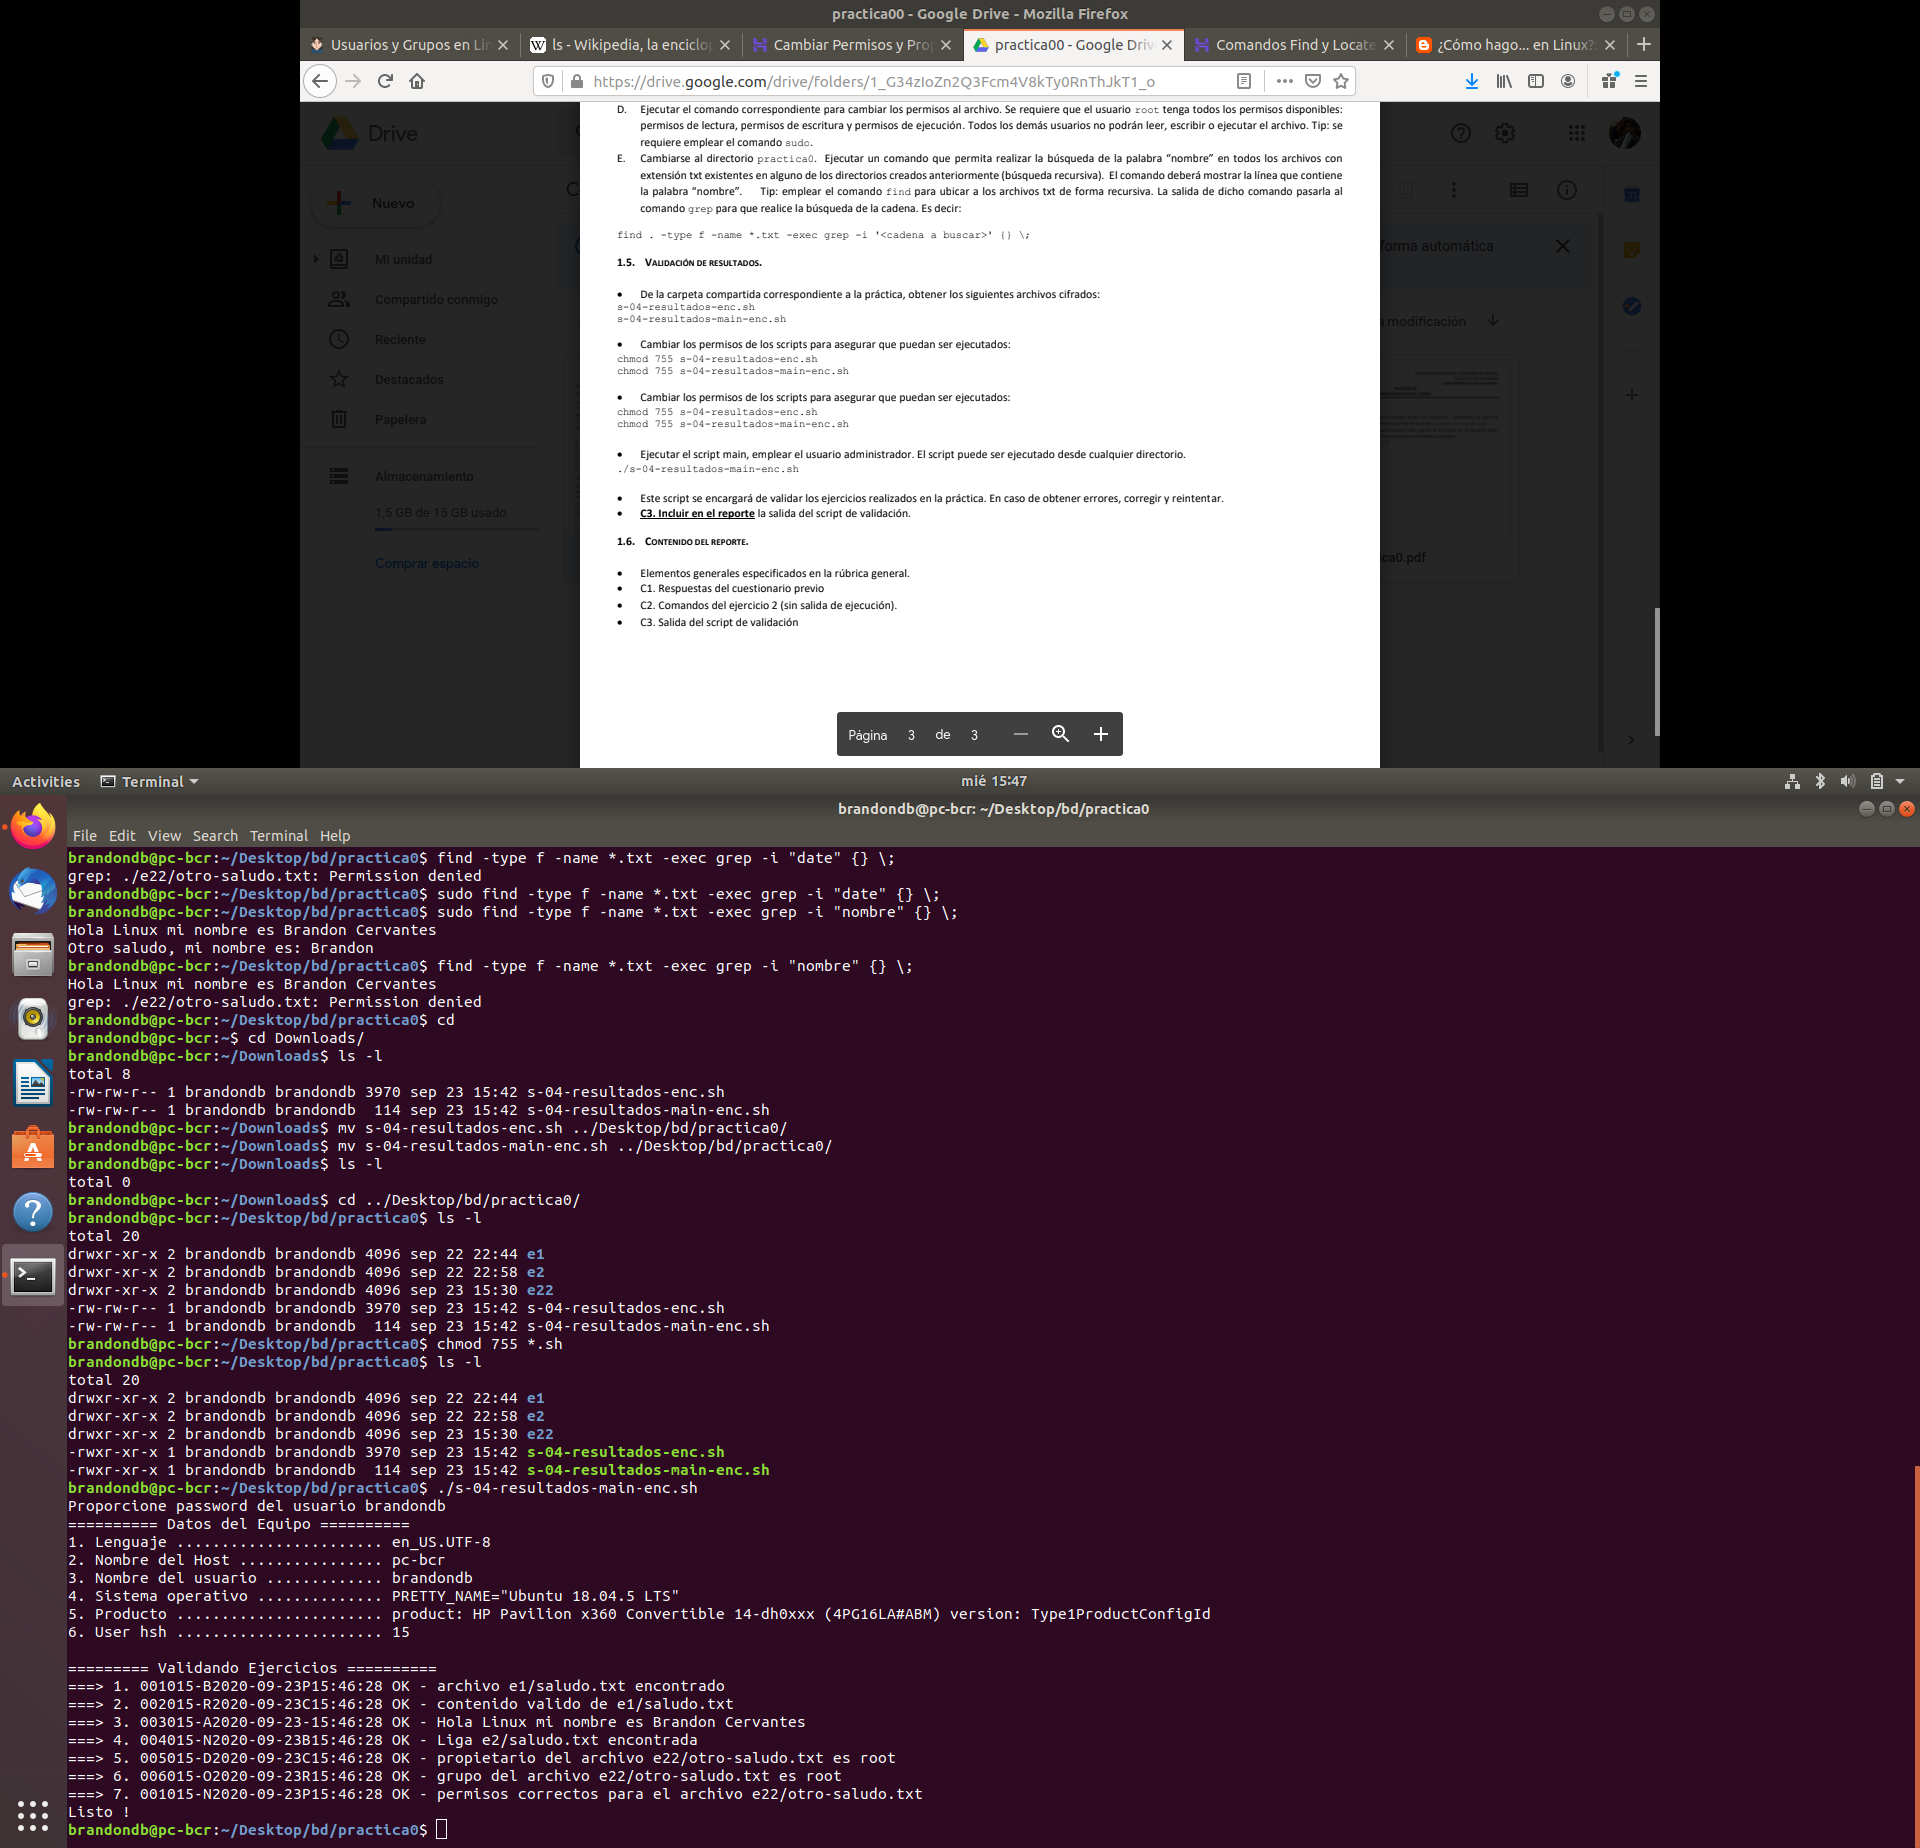 practica00 - Google Drive - Mozilla Firefox
Usuarios y Grupos en Lin
ls - Wikipedia, la enciclop
Cambiar Permisos y Prop
practica00 - Google Driv
Comandos Find y Locate
¿Cómo hago... en Linux?:
https://drive.google.com/drive/folders/1_G34zIoZn2Q3Fcm4V8kTy0RnThJkT1_o
Drive
Nuevo
Mi unidad
Compartido conmigo
Reciente
Destacados
Papelera
Almacenamiento
1,5 GB de 15 GB usado
Comprar espacio
forma automática
modificación
ca0.pdf
D. Ejecutar el comando correspondiente para cambiar los permisos al archivo. Se requiere que el usuario root tenga todos los permisos disponibles:
permisos de lectura, permisos de escritura y permisos de ejecución. Todos los demás usuarios no podrán leer, escribir o ejecutar el archivo. Tip: se
requiere emplear el comando sudo.
E. Cambiarse al directorio practica0. Ejecutar un comando que permita realizar la búsqueda de la palabra “nombre” en todos los archivos con
extensión txt existentes en alguno de los directorios creados anteriormente (búsqueda recursiva). El comando deberá mostrar la línea que contiene
la palabra “nombre”. Tip: emplear el comando find para ubicar a los archivos txt de forma recursiva. La salida de dicho comando pasarla al
comando grep para que realice la búsqueda de la cadena. Es decir:
find . -type f -name *.txt -exec grep -i '<cadena a buscar>' {} \;
1.5. VALIDACIÓN DE RESULTADOS.
• De la carpeta compartida correspondiente a la práctica, obtener los siguientes archivos cifrados:
s-04-resultados-enc.sh
s-04-resultados-main-enc.sh
• Cambiar los permisos de los scripts para asegurar que puedan ser ejecutados:
chmod 755 s-04-resultados-enc.sh
chmod 755 s-04-resultados-main-enc.sh
• Cambiar los permisos de los scripts para asegurar que puedan ser ejecutados:
chmod 755 s-04-resultados-enc.sh
chmod 755 s-04-resultados-main-enc.sh
• Ejecutar el script main, emplear el usuario administrador. El script puede ser ejecutado desde cualquier directorio.
./s-04-resultados-main-enc.sh
• Este script se encargará de validar los ejercicios realizados en la práctica. En caso de obtener errores, corregir y reintentar.
• C3. Incluir en el reporte la salida del script de validación.
1.6. CONTENIDO DEL REPORTE.
• Elementos generales especificados en la rúbrica general.
• C1. Respuestas del cuestionario previo
• C2. Comandos del ejercicio 2 (sin salida de ejecución).
• C3. Salida del script de validación
Página 3 de 3
Activities Terminal mié 15:47
brandondb@pc-bcr: ~/Desktop/bd/practica0
File Edit View Search Terminal Help
brandondb@pc-bcr:~/Desktop/bd/practica0$ find -type f -name *.txt -exec grep -i "date" {} \;
grep: ./e22/otro-saludo.txt: Permission denied
brandondb@pc-bcr:~/Desktop/bd/practica0$ sudo find -type f -name *.txt -exec grep -i "date" {} \;
brandondb@pc-bcr:~/Desktop/bd/practica0$ sudo find -type f -name *.txt -exec grep -i "nombre" {} \;
Hola Linux mi nombre es Brandon Cervantes
Otro saludo, mi nombre es: Brandon
brandondb@pc-bcr:~/Desktop/bd/practica0$ find -type f -name *.txt -exec grep -i "nombre" {} \;
Hola Linux mi nombre es Brandon Cervantes
grep: ./e22/otro-saludo.txt: Permission denied
brandondb@pc-bcr:~/Desktop/bd/practica0$ cd
brandondb@pc-bcr:~$ cd Downloads/
brandondb@pc-bcr:~/Downloads$ ls -l
total 8
-rw-rw-r-- 1 brandondb brandondb 3970 sep 23 15:42 s-04-resultados-enc.sh
-rw-rw-r-- 1 brandondb brandondb  114 sep 23 15:42 s-04-resultados-main-enc.sh
brandondb@pc-bcr:~/Downloads$ mv s-04-resultados-enc.sh ../Desktop/bd/practica0/
brandondb@pc-bcr:~/Downloads$ mv s-04-resultados-main-enc.sh ../Desktop/bd/practica0/
brandondb@pc-bcr:~/Downloads$ ls -l
total 0
brandondb@pc-bcr:~/Downloads$ cd ../Desktop/bd/practica0/
brandondb@pc-bcr:~/Desktop/bd/practica0$ ls -l
total 20
drwxr-xr-x 2 brandondb brandondb 4096 sep 22 22:44 e1
drwxr-xr-x 2 brandondb brandondb 4096 sep 22 22:58 e2
drwxr-xr-x 2 brandondb brandondb 4096 sep 23 15:30 e22
-rw-rw-r-- 1 brandondb brandondb 3970 sep 23 15:42 s-04-resultados-enc.sh
-rw-rw-r-- 1 brandondb brandondb  114 sep 23 15:42 s-04-resultados-main-enc.sh
brandondb@pc-bcr:~/Desktop/bd/practica0$ chmod 755 *.sh
brandondb@pc-bcr:~/Desktop/bd/practica0$ ls -l
total 20
drwxr-xr-x 2 brandondb brandondb 4096 sep 22 22:44 e1
drwxr-xr-x 2 brandondb brandondb 4096 sep 22 22:58 e2
drwxr-xr-x 2 brandondb brandondb 4096 sep 23 15:30 e22
-rwxr-xr-x 1 brandondb brandondb 3970 sep 23 15:42 s-04-resultados-enc.sh
-rwxr-xr-x 1 brandondb brandondb  114 sep 23 15:42 s-04-resultados-main-enc.sh
brandondb@pc-bcr:~/Desktop/bd/practica0$ ./s-04-resultados-main-enc.sh
Proporcione password del usuario brandondb
========== Datos del Equipo ==========
1. Lenguaje ....................... en_US.UTF-8
2. Nombre del Host ................ pc-bcr
3. Nombre del usuario ............. brandondb
4. Sistema operativo .............. PRETTY_NAME="Ubuntu 18.04.5 LTS"
5. Producto ....................... product: HP Pavilion x360 Convertible 14-dh0xxx (4PG16LA#ABM) version: Type1ProductConfigId
6. User hsh ....................... 15
========= Validando Ejercicios ==========
===> 1. 001015-B2020-09-23P15:46:28 OK - archivo e1/saludo.txt encontrado
===> 2. 002015-R2020-09-23C15:46:28 OK - contenido valido de e1/saludo.txt
===> 3. 003015-A2020-09-23-15:46:28 OK - Hola Linux mi nombre es Brandon Cervantes
===> 4. 004015-N2020-09-23B15:46:28 OK - Liga e2/saludo.txt encontrada
===> 5. 005015-D2020-09-23C15:46:28 OK - propietario del archivo e22/otro-saludo.txt es root
===> 6. 006015-O2020-09-23R15:46:28 OK - grupo del archivo e22/otro-saludo.txt es root
===> 7. 001015-N2020-09-23P15:46:28 OK - permisos correctos para el archivo e22/otro-saludo.txt
Listo !
brandondb@pc-bcr:~/Desktop/bd/practica0$